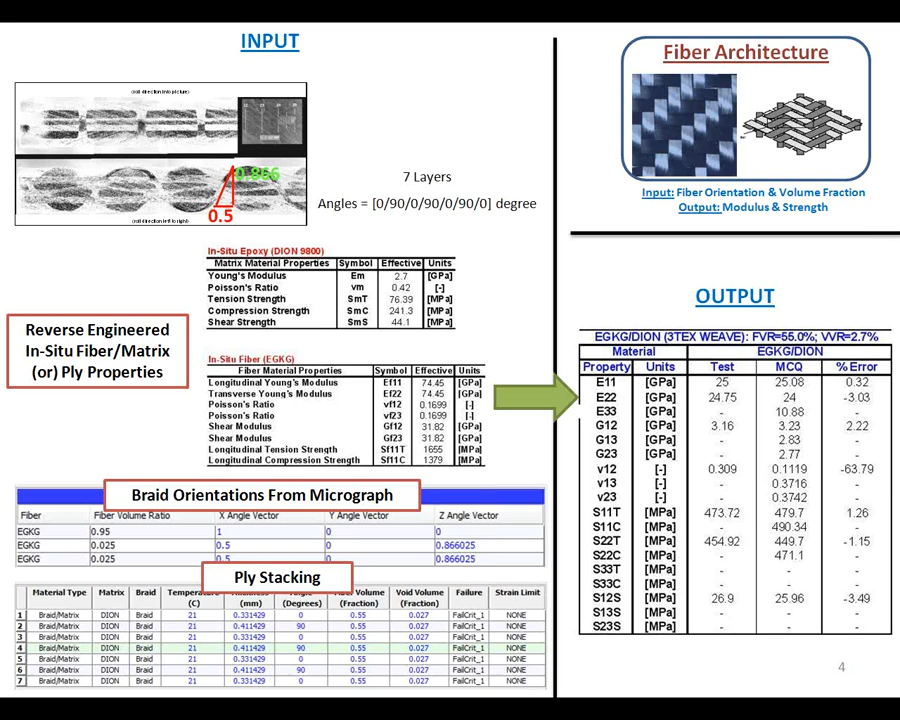 INPUT
(roll direction into picture)
0.866
0.5
(roll direction left to right)
7 Layers
Angles = [0/90/0/90/0/90/0] degree
In-Situ Epoxy (DION 9800)
Matrix Material Properties Symbol Effective Units
Young's Modulus Em 2.7 [GPa]
Poisson's Ratio vm 0.42 [-]
Tension Strength SmT 76.39 [MPa]
Compression Strength SmC 241.3 [MPa]
Shear Strength SmS 44.1 [MPa]
Reverse Engineered
In-Situ Fiber/Matrix
(or) Ply Properties
In-Situ Fiber (EGKG)
Fiber Material Properties Symbol Effective Units
Longitudinal Young's Modulus Ef11 74.45 [GPa]
Transverse Young's Modulus Ef22 74.45 [GPa]
Poisson's Ratio vf12 0.1699 [-]
Poisson's Ratio vf23 0.1699 [-]
Shear Modulus Gf12 31.82 [GPa]
Shear Modulus Gf23 31.82 [GPa]
Longitudinal Tension Strength Sf11T 1655 [MPa]
Longitudinal Compression Strength Sf11C 1379 [MPa]
Braid Orientations From Micrograph
Fiber Fiber Volume Ratio X Angle Vector Y Angle Vector Z Angle Vector
EGKG 0.95 1 0 0
EGKG 0.025 0.5 0 0.866025
EGKG 0.025 0.5 0 0.866025
Ply Stacking
Material Type Matrix Braid (C) (mm) (Degrees) Volume (Fraction) Void Volume (Fraction) Failure Strain Limit
1 Braid/Matrix DION Braid 21 0.331429 0 0.55 0.027 FailCrit_1 NONE
2 Braid/Matrix DION Braid 21 0.411429 90 0.55 0.027 FailCrit_1 NONE
3 Braid/Matrix DION Braid 21 0.331429 0 0.55 0.027 FailCrit_1 NONE
4 Braid/Matrix DION Braid 21 0.411429 90 0.55 0.027 FailCrit_1 NONE
5 Braid/Matrix DION Braid 21 0.331429 0 0.55 0.027 FailCrit_1 NONE
6 Braid/Matrix DION Braid 21 0.411429 90 0.55 0.027 FailCrit_1 NONE
7 Braid/Matrix DION Braid 21 0.331429 0 0.55 0.027 FailCrit_1 NONE
Fiber Architecture
Input: Fiber Orientation & Volume Fraction
Output: Modulus & Strength
OUTPUT
EGKG/DION (3TEX WEAVE): FVR=55.0%; VVR=2.7%
Material EGKG/DION
Property Units Test MCQ % Error
E11 [GPa] 25 25.08 0.32
E22 [GPa] 24.75 24 -3.03
E33 [GPa] - 10.88 -
G12 [GPa] 3.16 3.23 2.22
G13 [GPa] - 2.83 -
G23 [GPa] - 2.77 -
v12 [-] 0.309 0.1119 -63.79
v13 [-] - 0.3716 -
v23 [-] - 0.3742 -
S11T [MPa] 473.72 479.7 1.26
S11C [MPa] - 490.34 -
S22T [MPa] 454.92 449.7 -1.15
S22C [MPa] - 471.1 -
S33T [MPa] - - -
S33C [MPa] - - -
S12S [MPa] 26.9 25.96 -3.49
S13S [MPa] - - -
S23S [MPa] - - -
4